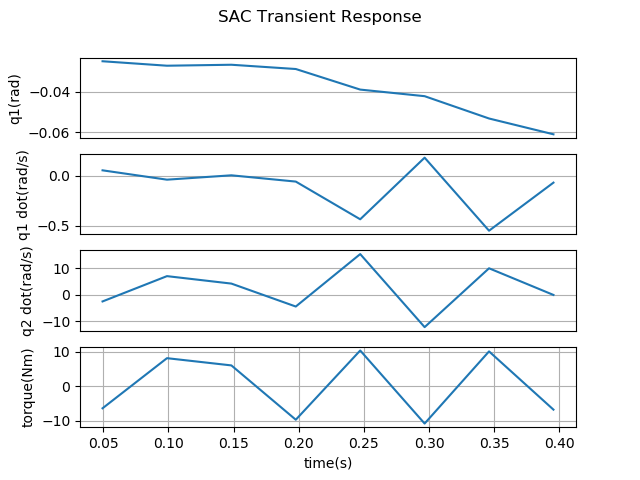 SAC Transient Response
q1(rad)
−0.04
−0.06
q1 dot(rad/s)
0.0
−0.5
q2 dot(rad/s)
10
0
−10
torque(Nm)
10
0
−10
0.05 0.10 0.15 0.20 0.25 0.30 0.35 0.40
time(s)